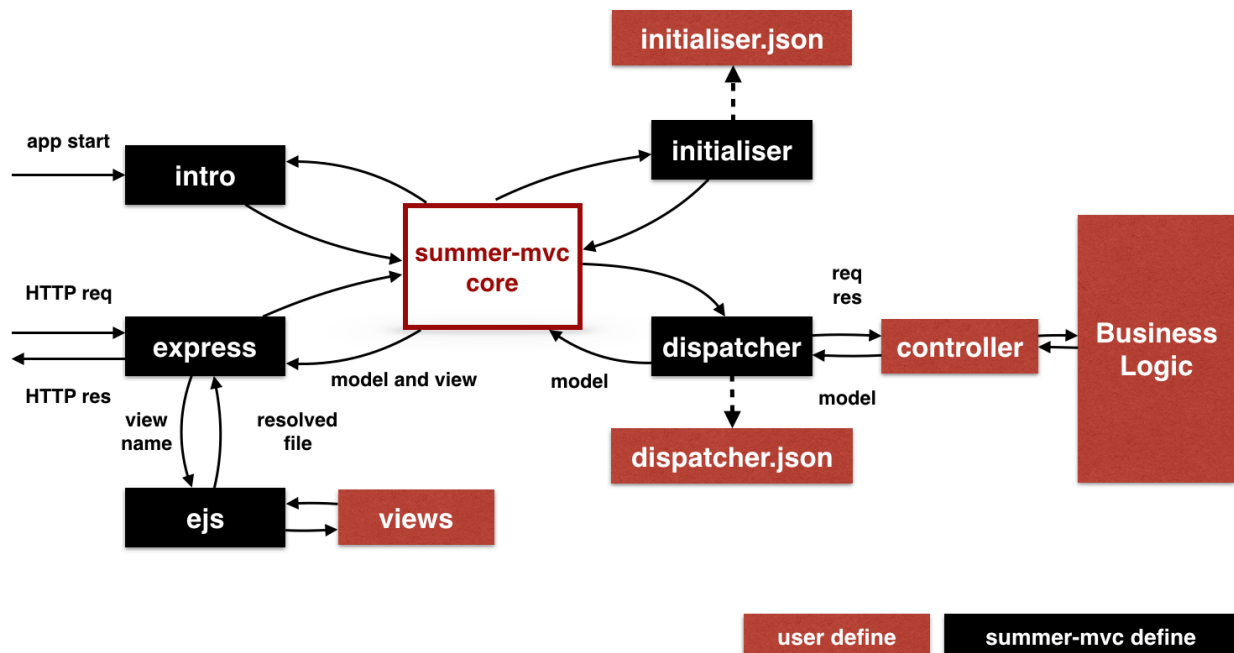 initialiser.json
app start
intro
initialiser
summer-mvc
core
HTTP req
express
HTTP res
model and view
model
dispatcher
req
res
controller
model
Business
Logic
view
name
resolved
file
dispatcher.json
ejs
views
user define
summer-mvc define